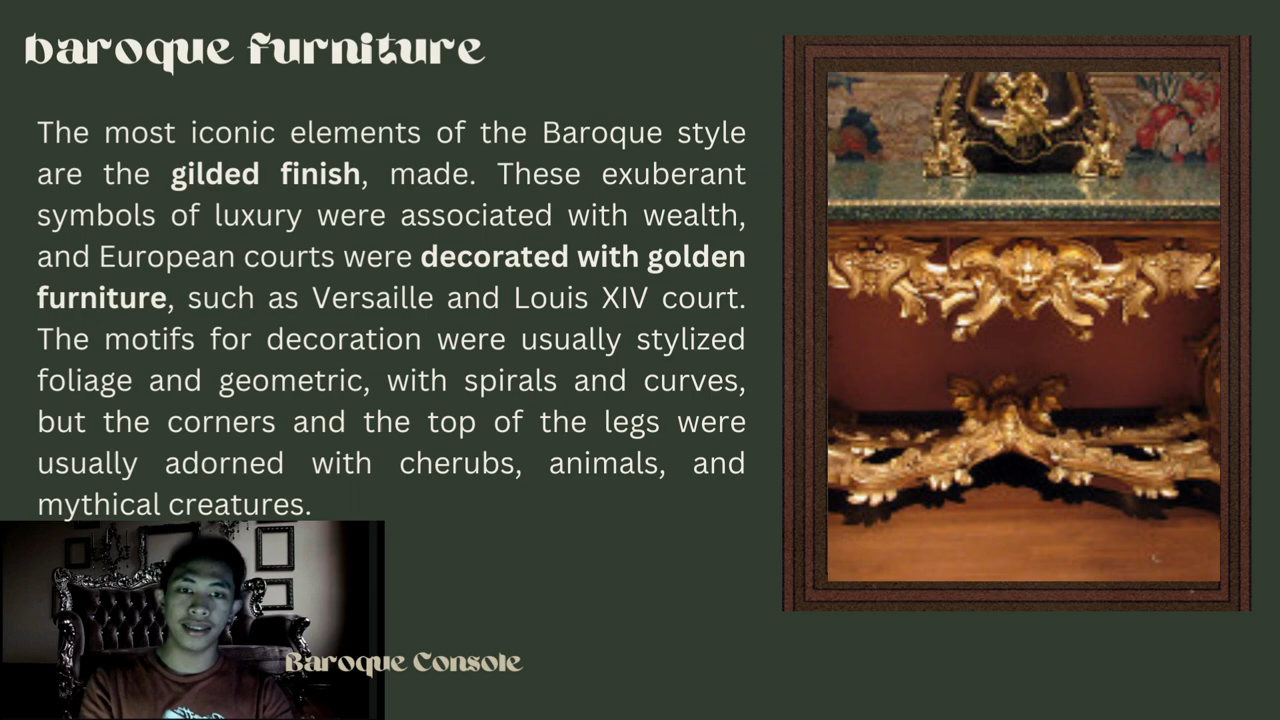 baroque furniture
The most iconic elements of the Baroque style
are the gilded finish, made. These exuberant
symbols of luxury were associated with wealth,
and European courts were decorated with golden
furniture, such as Versaille and Louis XIV court.
The motifs for decoration were usually stylized
foliage and geometric, with spirals and curves,
but the corners and the top of the legs were
usually adorned with cherubs, animals, and
mythical creatures.
Baroque Console